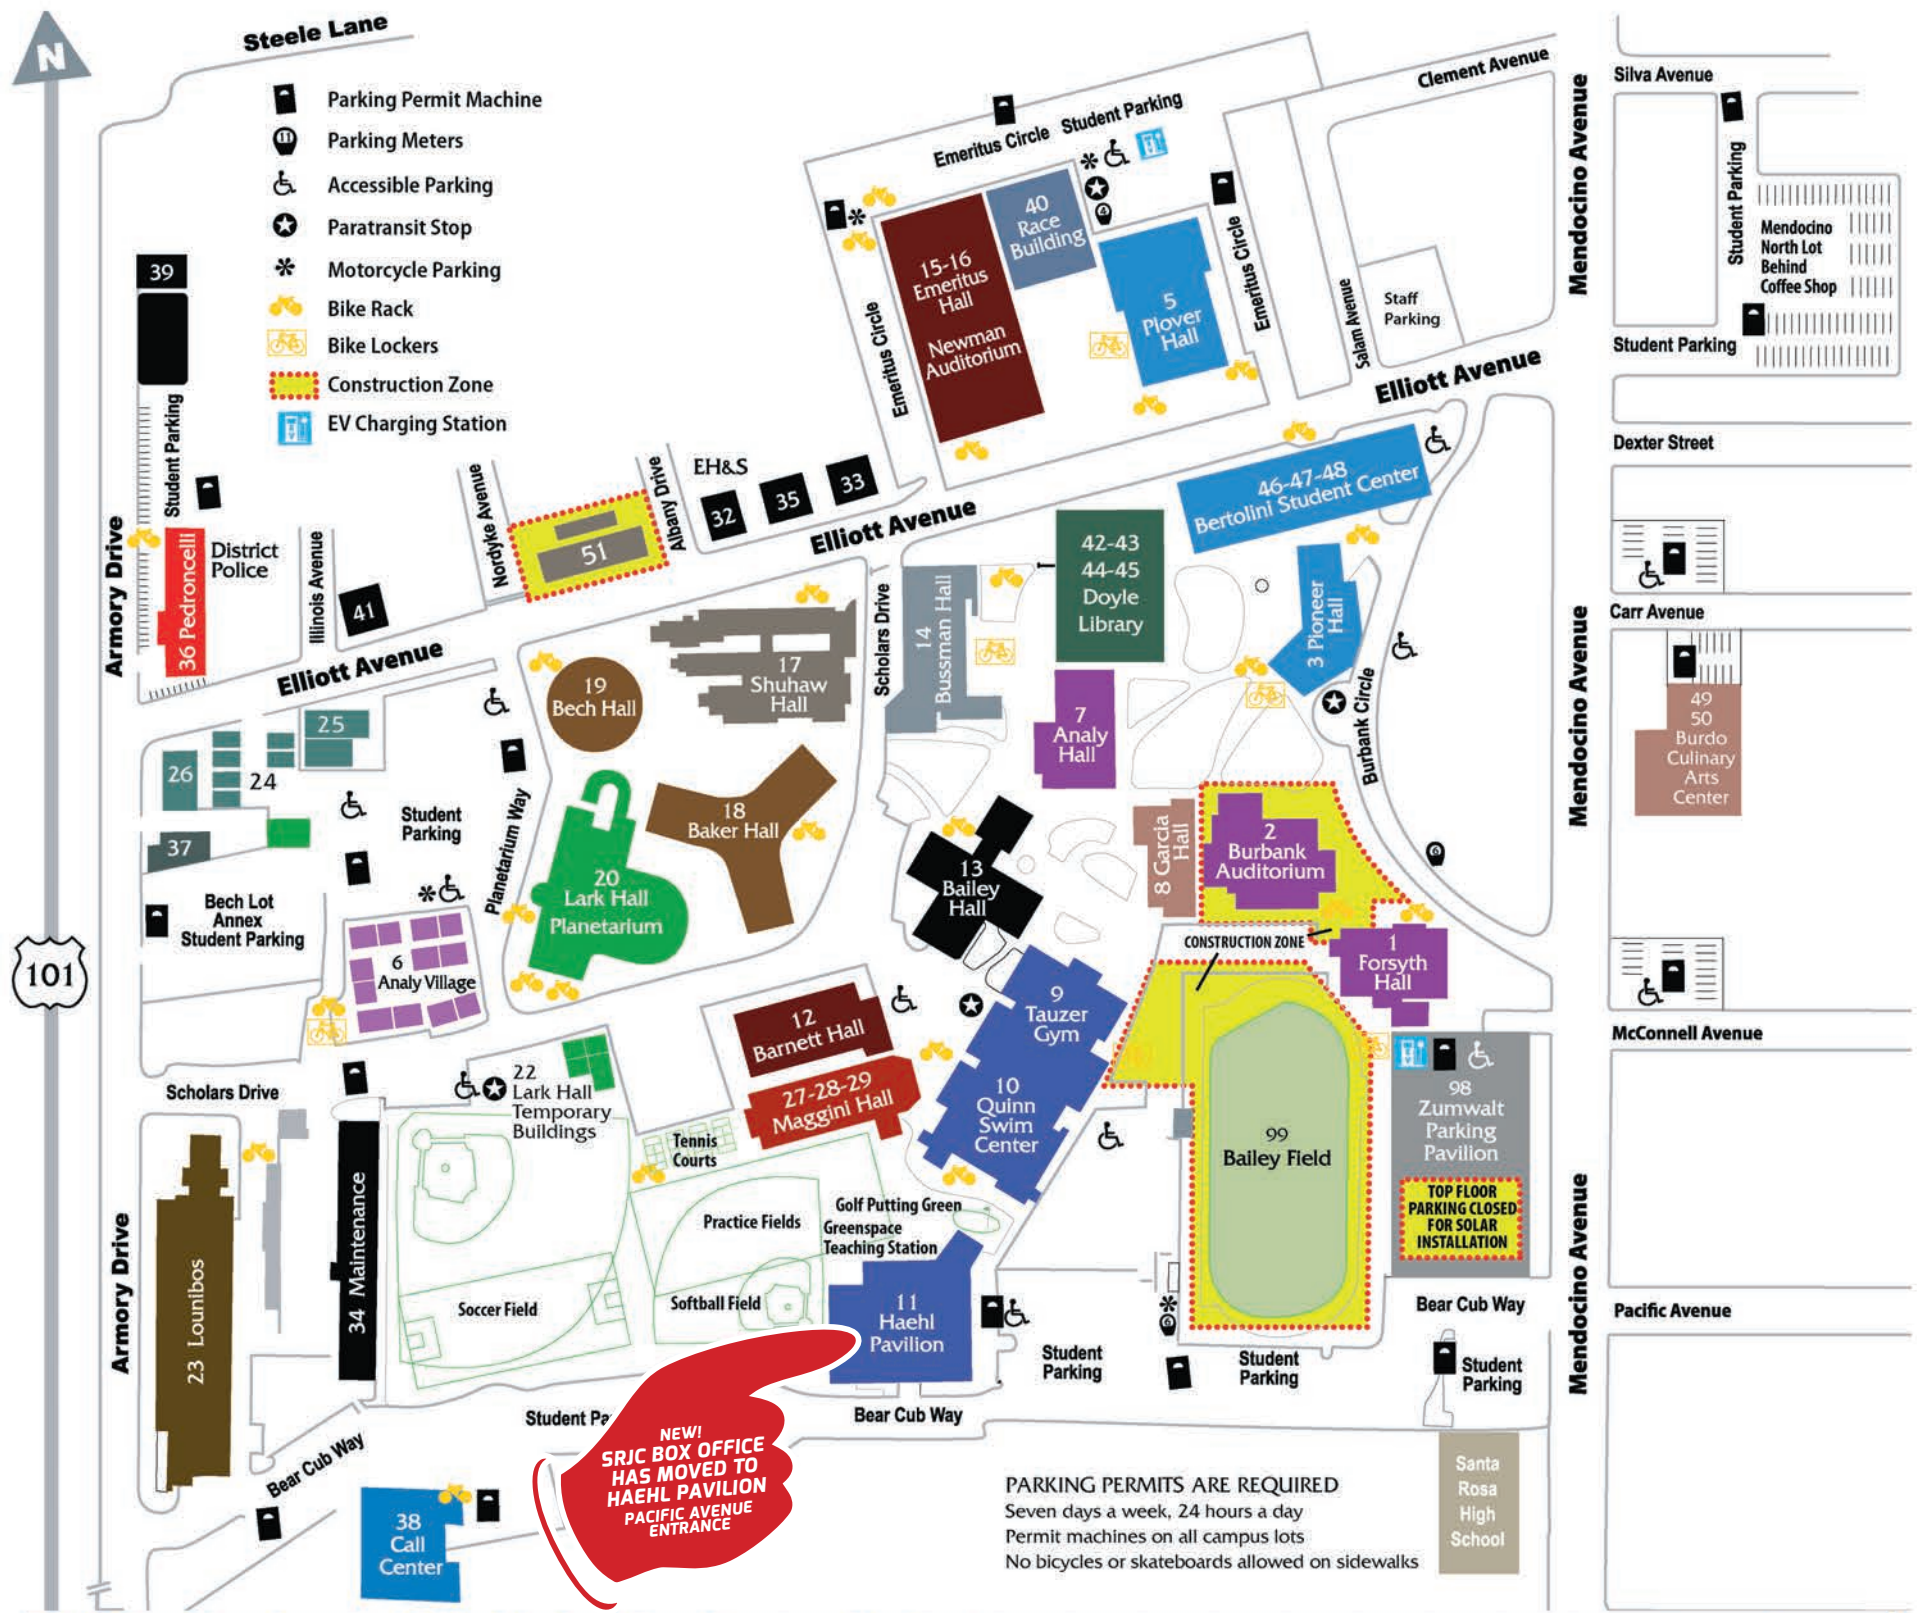 N
Steele Lane
Parking Permit Machine
11
Parking Meters
Accessible Parking
Paratransit Stop
Motorcycle Parking
Bike Rack
Bike Lockers
Construction Zone
EV Charging Station
Clement Avenue
Silva Avenue
Mendocino Avenue
Emeritus Circle
Student Parking
4
15-16
Emeritus
Hall
Newman
Auditorium
40
Race
Building
5
Plover
Hall
Emeritus Circle
Emeritus Circle
Salam Avenue
Staff
Parking
Student Parking
Mendocino
North Lot
Behind
Coffee Shop
Student Parking
39
Student Parking
Armory Drive
36 Pedroncelli
District
Police
Illinois Avenue
41
Nordyke Avenue
51
Albany Drive
EH&S
32
35
33
Elliott Avenue
Elliott Avenue
Elliott Avenue
Dexter Street
46-47-48
Bertolini Student Center
42-43
44-45
Doyle
Library
3 Pioneer
Hall
Scholars Drive
14
Bussman Hall
17
Shuhaw
Hall
19
Bech Hall
Carr Avenue
Mendocino Avenue
49
50
Burdo
Culinary
Arts
Center
Burbank Circle
7
Analy
Hall
25
26
24
37
Student
Parking
Planetarium Way
18
Baker Hall
20
Lark Hall
Planetarium
8 Garcia
Hall
2
Burbank
Auditorium
6
13
Bailey
Hall
CONSTRUCTION ZONE
1
Forsyth
Hall
Bech Lot
Annex
Student Parking
101
6
Analy Village
9
Tauzer
Gym
12
Barnett Hall
27-28-29
Maggini Hall
10
Quinn
Swim
Center
McConnell Avenue
Scholars Drive
22
Lark Hall
Temporary
Buildings
Tennis
Courts
99
Bailey Field
98
Zumwalt
Parking
Pavilion
TOP FLOOR
PARKING CLOSED
FOR SOLAR
INSTALLATION
34 Maintenance
23 Lounibos
Armory Drive
Practice Fields
Golf Putting Green
Greenspace
Teaching Station
Soccer Field
Softball Field
11
Haehl
Pavilion
6
Bear Cub Way
Pacific Avenue
Mendocino Avenue
Student
Parking
Student
Parking
Student
Parking
Student Pa
Bear Cub Way
Bear Cub Way
NEW!
SRJC BOX OFFICE
HAS MOVED TO
HAEHL PAVILION
PACIFIC AVENUE
ENTRANCE
38
Call
Center
PARKING PERMITS ARE REQUIRED
Seven days a week, 24 hours a day
Permit machines on all campus lots
No bicycles or skateboards allowed on sidewalks
Santa
Rosa
High
School